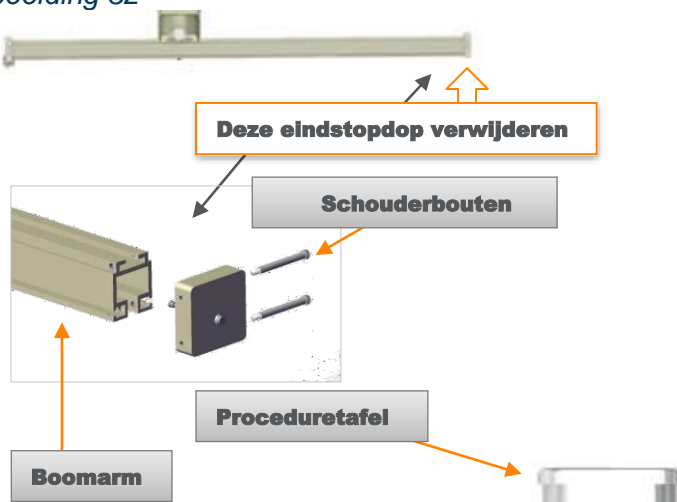 Deze eindstopdop verwijderen
Schouderbouten
Proceduretafel
Boomarm